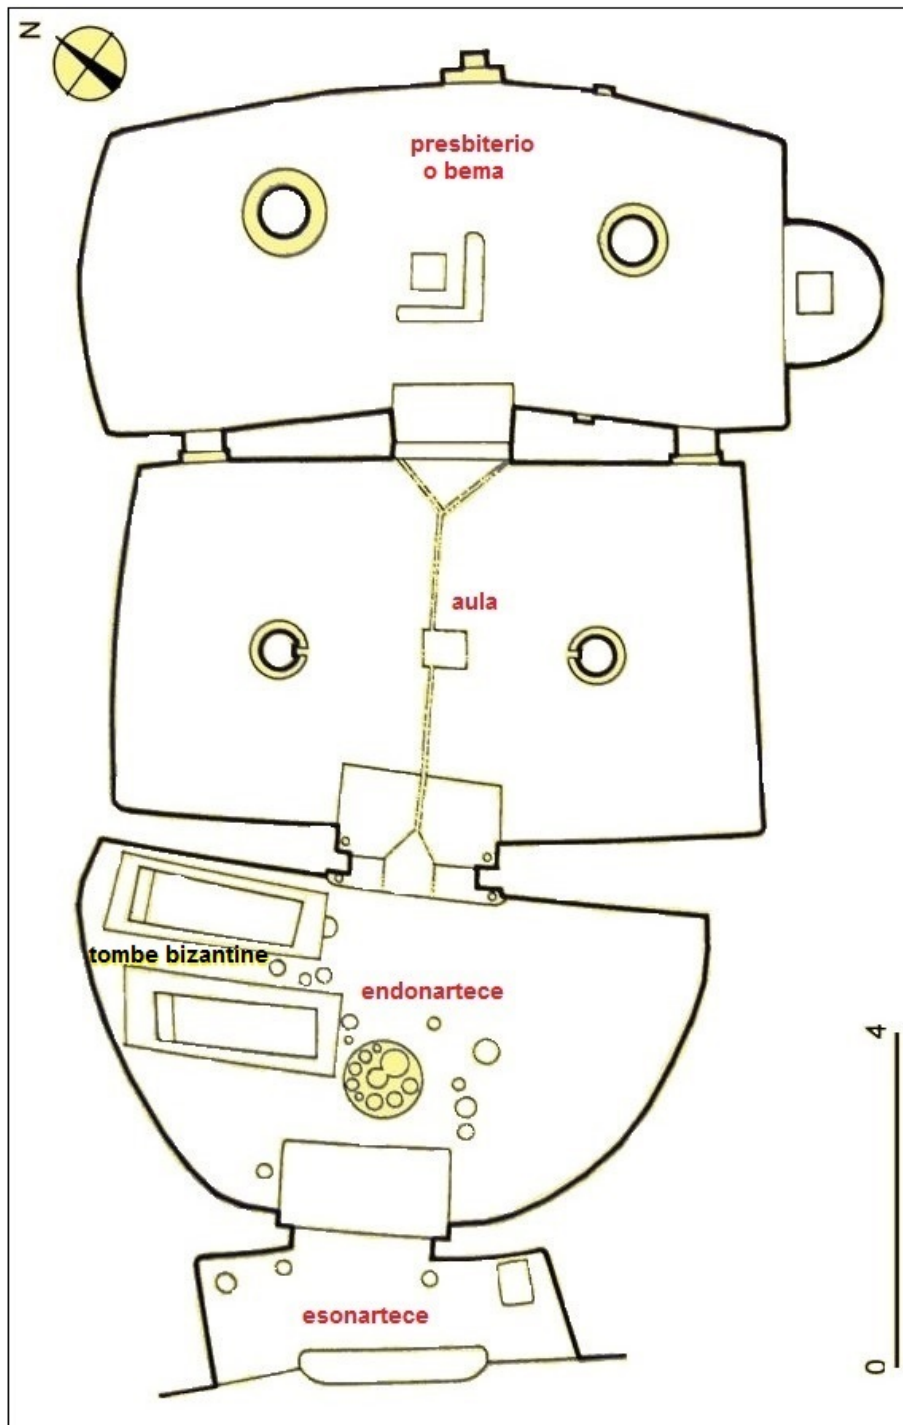 N
presbiterio
o bema
aula
tombe bizantine
endonartece
4
esonartece
0